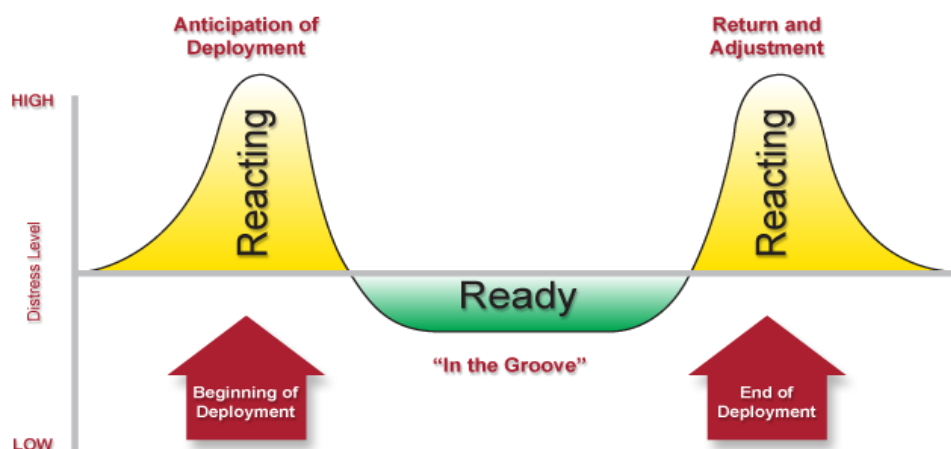 Anticipation of
Deployment
Return and
Adjustment
HIGH
Reacting
Reacting
Distress Level
Ready
“In the Groove”
Beginning of
Deployment
End of
Deployment
LOW